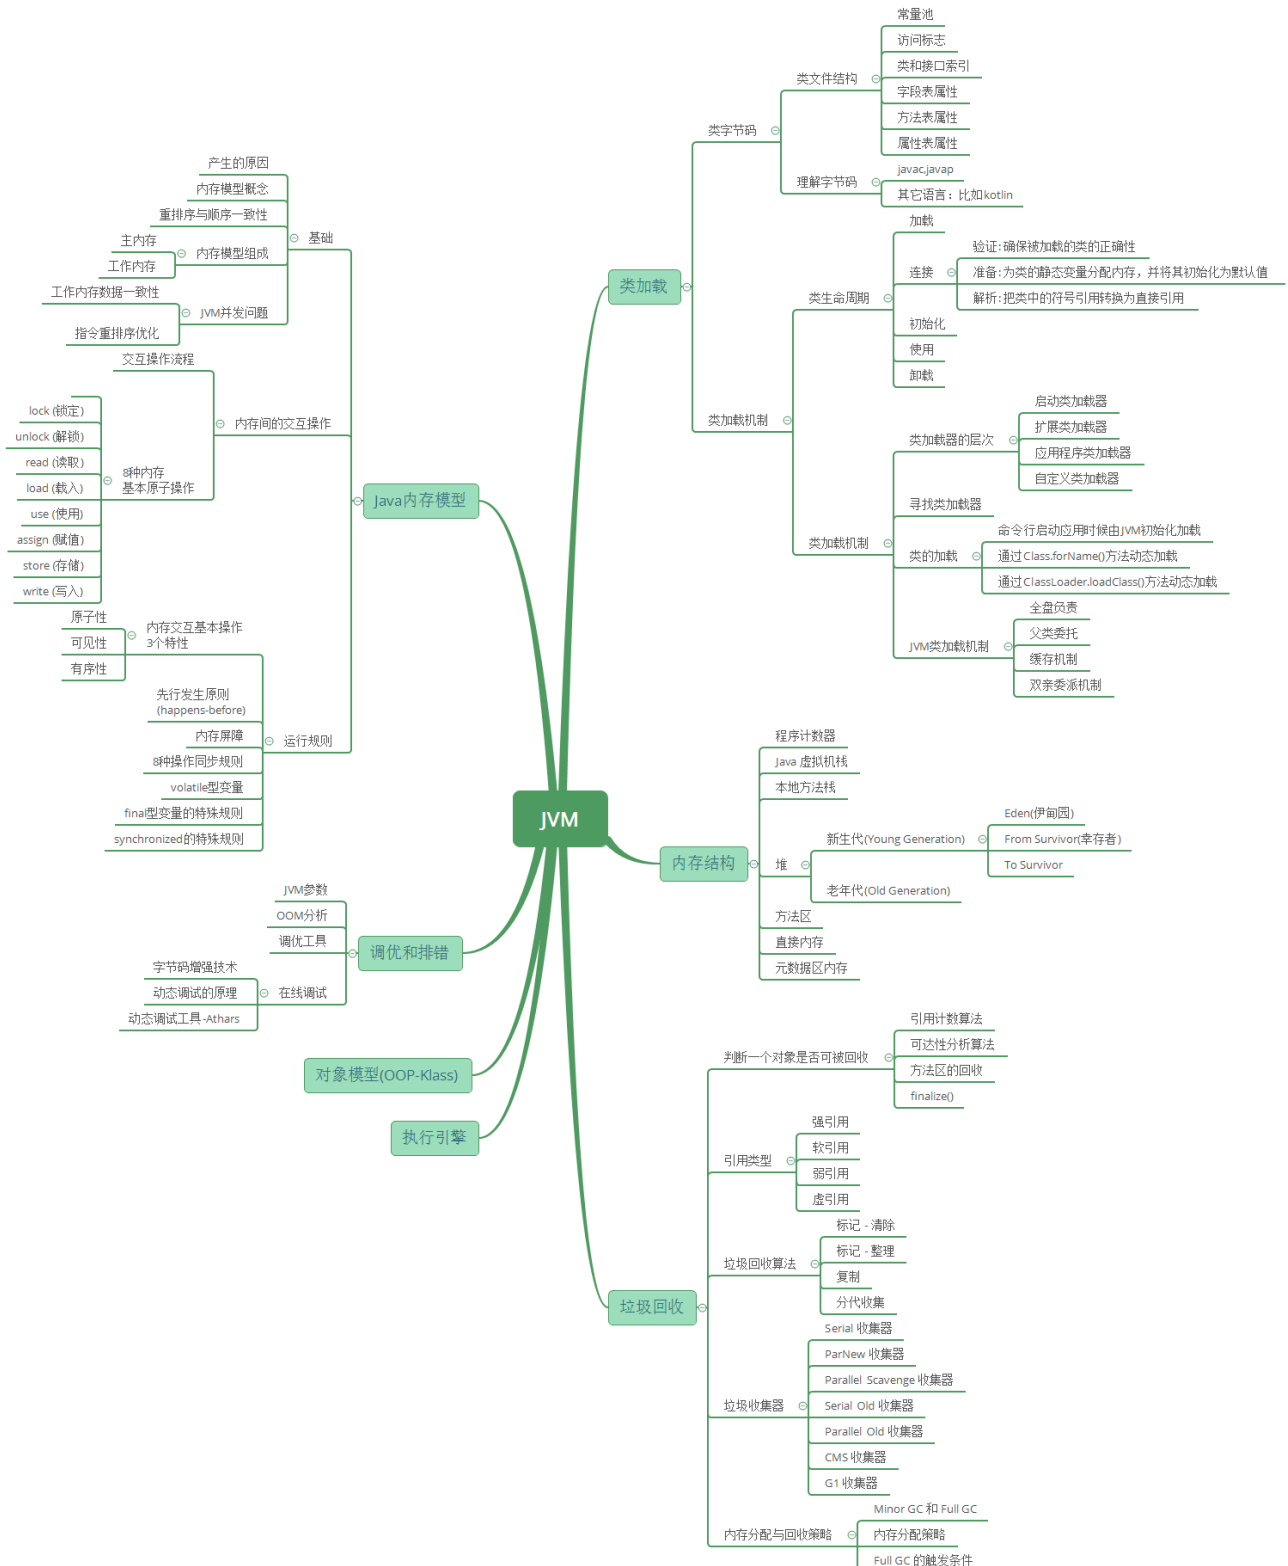 JVM
类加载
类字节码
类文件结构
常量池
访问标志
类和接口索引
字段表属性
方法表属性
属性表属性
理解字节码
javac,javap
其它语言：比如kotlin
类加载机制
类生命周期
加载
连接
验证:确保被加载的类的正确性
准备:为类的静态变量分配内存，并将其初始化为默认值
解析:把类中的符号引用转换为直接引用
初始化
使用
卸载
类加载机制
类加载器的层次
启动类加载器
扩展类加载器
应用程序类加载器
自定义类加载器
寻找类加载器
类的加载
命令行启动应用时候由JVM初始化加载
通过Class.forName()方法动态加载
通过ClassLoader.loadClass()方法动态加载
JVM类加载机制
全盘负责
父类委托
缓存机制
双亲委派机制
内存结构
程序计数器
Java 虚拟机栈
本地方法栈
堆
新生代(Young Generation)
Eden(伊甸园)
From Survivor(幸存者)
To Survivor
老年代(Old Generation)
方法区
直接内存
元数据区内存
垃圾回收
判断一个对象是否可被回收
引用计数算法
可达性分析算法
方法区的回收
finalize()
引用类型
强引用
软引用
弱引用
虚引用
垃圾回收算法
标记 - 清除
标记 - 整理
复制
分代收集
垃圾收集器
Serial 收集器
ParNew 收集器
Parallel Scavenge 收集器
Serial Old 收集器
Parallel Old 收集器
CMS 收集器
G1 收集器
内存分配与回收策略
Minor GC 和 Full GC
内存分配策略
Full GC 的触发条件
Java内存模型
基础
产生的原因
内存模型概念
重排序与顺序一致性
内存模型组成
主内存
工作内存
JVM并发问题
工作内存数据一致性
指令重排序优化
内存间的交互操作
交互操作流程
8种内存
基本原子操作
lock (锁定)
unlock (解锁)
read (读取)
load (载入)
use (使用)
assign (赋值)
store (存储)
write (写入)
运行规则
内存交互基本操作
3个特性
原子性
可见性
有序性
先行发生原则
(happens-before)
内存屏障
8种操作同步规则
volatile型变量
final型变量的特殊规则
synchronized的特殊规则
调优和排错
JVM参数
OOM分析
调优工具
在线调试
字节码增强技术
动态调试的原理
动态调试工具-Athars
对象模型(OOP-Klass)
执行引擎